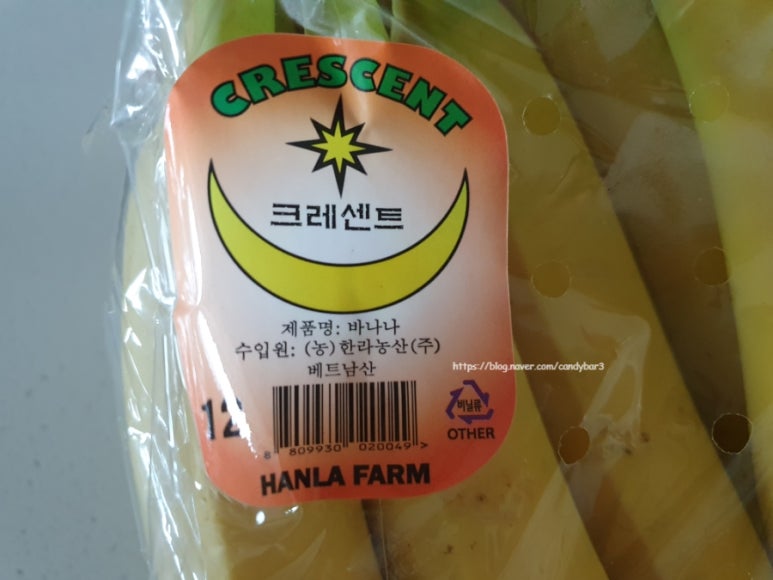 CRESCENT
크레센트
제품명: 바나나
수입원: (농)한라농산(주)
베트남산
https://blog.naver.com/candybar3
12
비닐류
OTHER
8 809930 020049 >
HANLA FARM